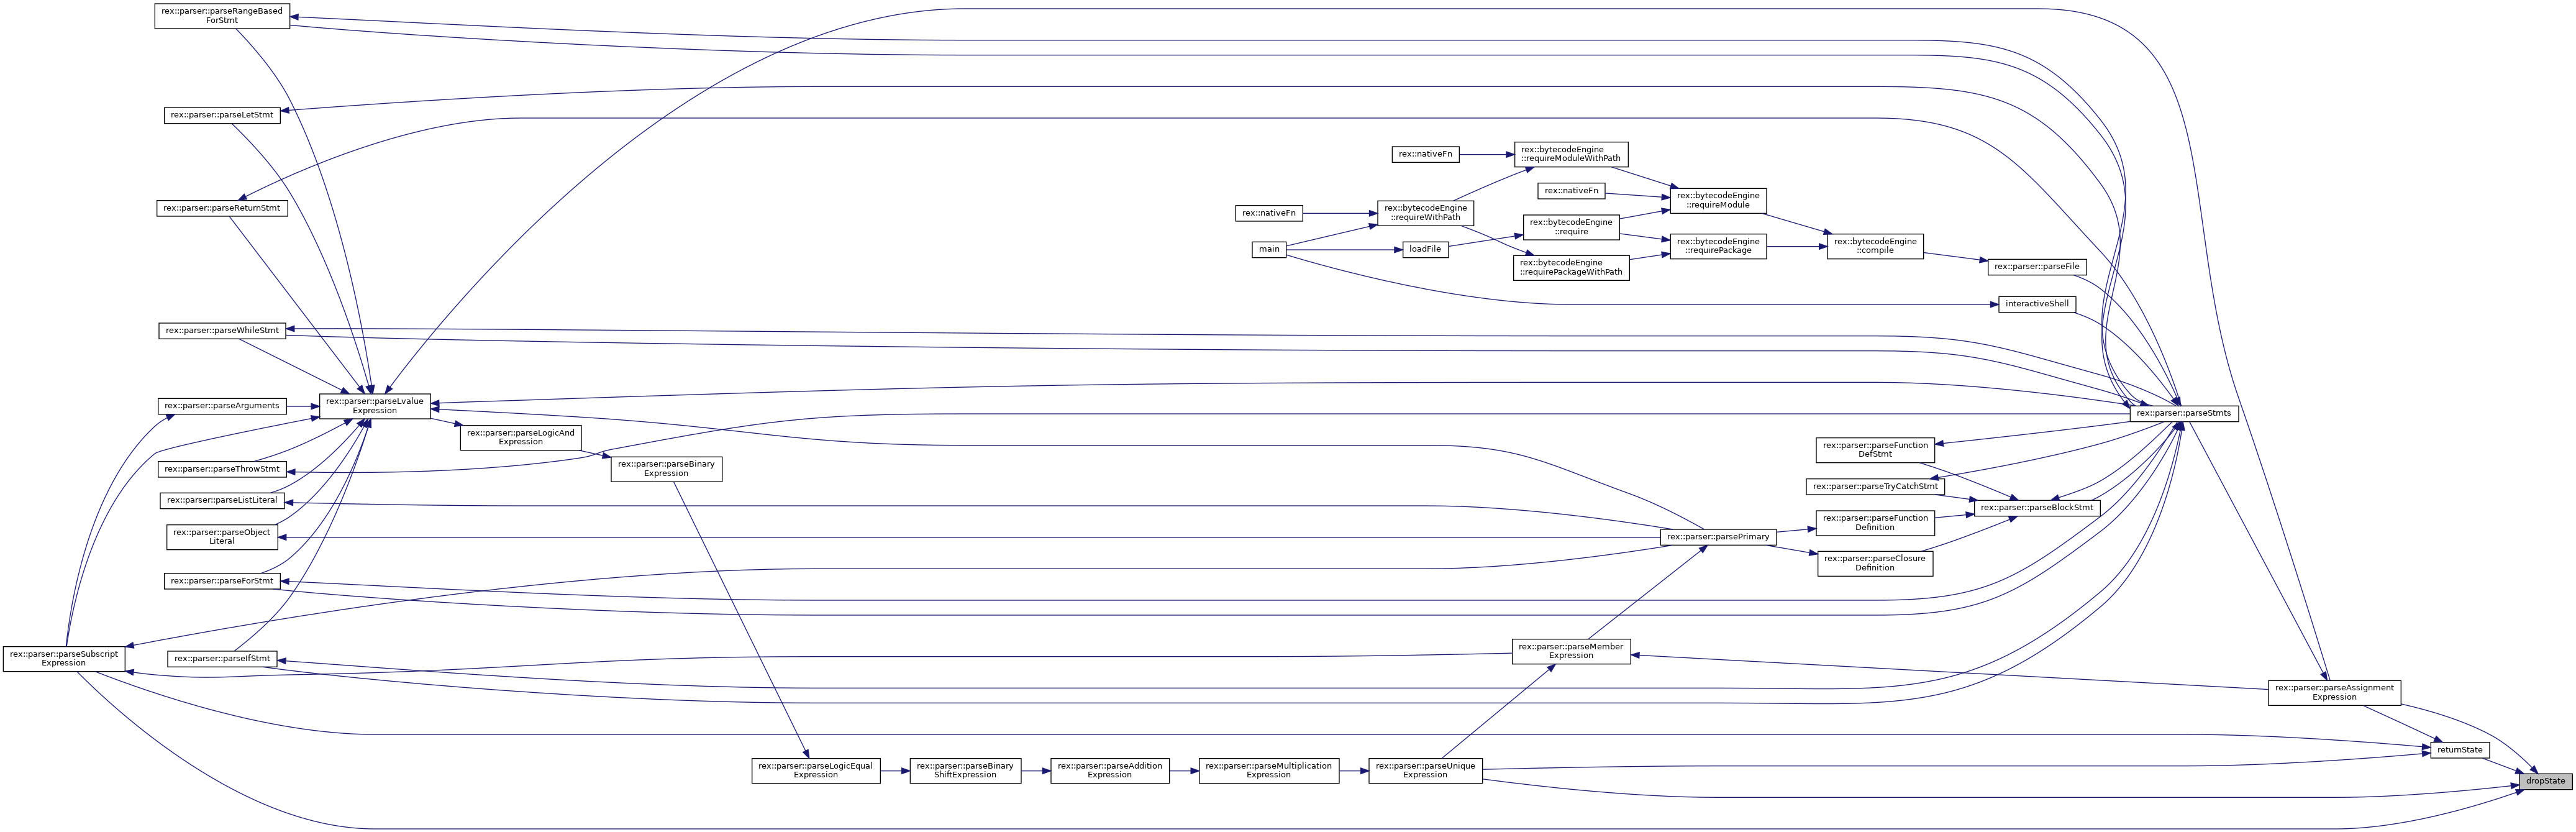 rex::parser::parseRangeBased
ForStmt
rex::parser::parseLetStmt
rex::bytecodeEngine
::requireModuleWithPath
rex::nativeFn
rex::nativeFn
rex::bytecodeEngine
::requireModule
rex::parser::parseReturnStmt
rex::nativeFn
rex::bytecodeEngine
::requireWithPath
rex::bytecodeEngine
::require
main
loadFile
rex::bytecodeEngine
::requirePackage
rex::bytecodeEngine
::compile
rex::bytecodeEngine
::requirePackageWithPath
rex::parser::parseFile
interactiveShell
rex::parser::parseWhileStmt
rex::parser::parseArguments
rex::parser::parseLvalue
Expression
rex::parser::parseStmts
rex::parser::parseLogicAnd
Expression
rex::parser::parseFunction
DefStmt
rex::parser::parseThrowStmt
rex::parser::parseBinary
Expression
rex::parser::parseTryCatchStmt
rex::parser::parseListLiteral
rex::parser::parseBlockStmt
rex::parser::parseFunction
Definition
rex::parser::parseObject
Literal
rex::parser::parsePrimary
rex::parser::parseClosure
Definition
rex::parser::parseForStmt
rex::parser::parseSubscript
Expression
rex::parser::parseIfStmt
rex::parser::parseMember
Expression
rex::parser::parseAssignment
Expression
returnState
rex::parser::parseLogicEqual
Expression
rex::parser::parseBinary
ShiftExpression
rex::parser::parseAddition
Expression
rex::parser::parseMultiplication
Expression
rex::parser::parseUnique
Expression
dropState